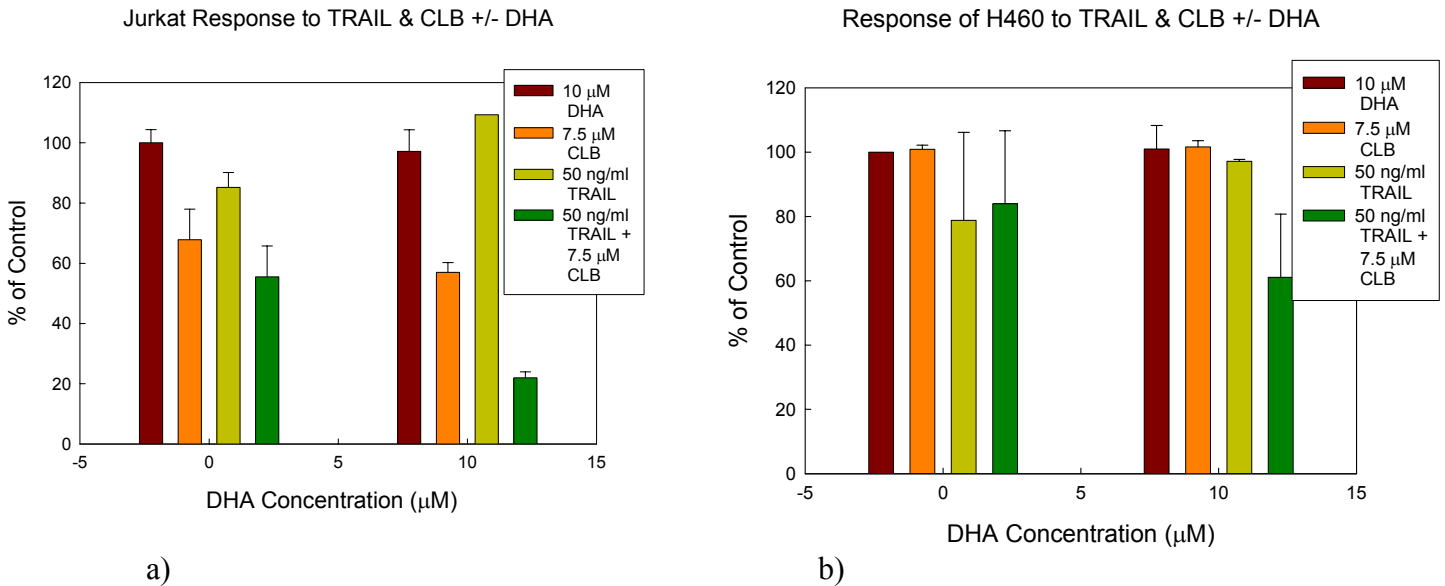 Jurkat Response to TRAIL & CLB +/- DHA
120
100
80
60
40
20
0
% of Control
-5
0
5
10
15
DHA Concentration (μM)
10 μM
DHA
7.5 μM
CLB
50 ng/ml
TRAIL
50 ng/ml
TRAIL +
7.5 μM
CLB
a)
Response of H460 to TRAIL & CLB +/- DHA
120
100
80
60
40
20
0
% of Control
-5
0
5
10
15
DHA Concentration (μM)
10 μM
DHA
7.5 μM
CLB
50 ng/ml
TRAIL
50 ng/ml
TRAIL +
7.5 μM
CLB
b)